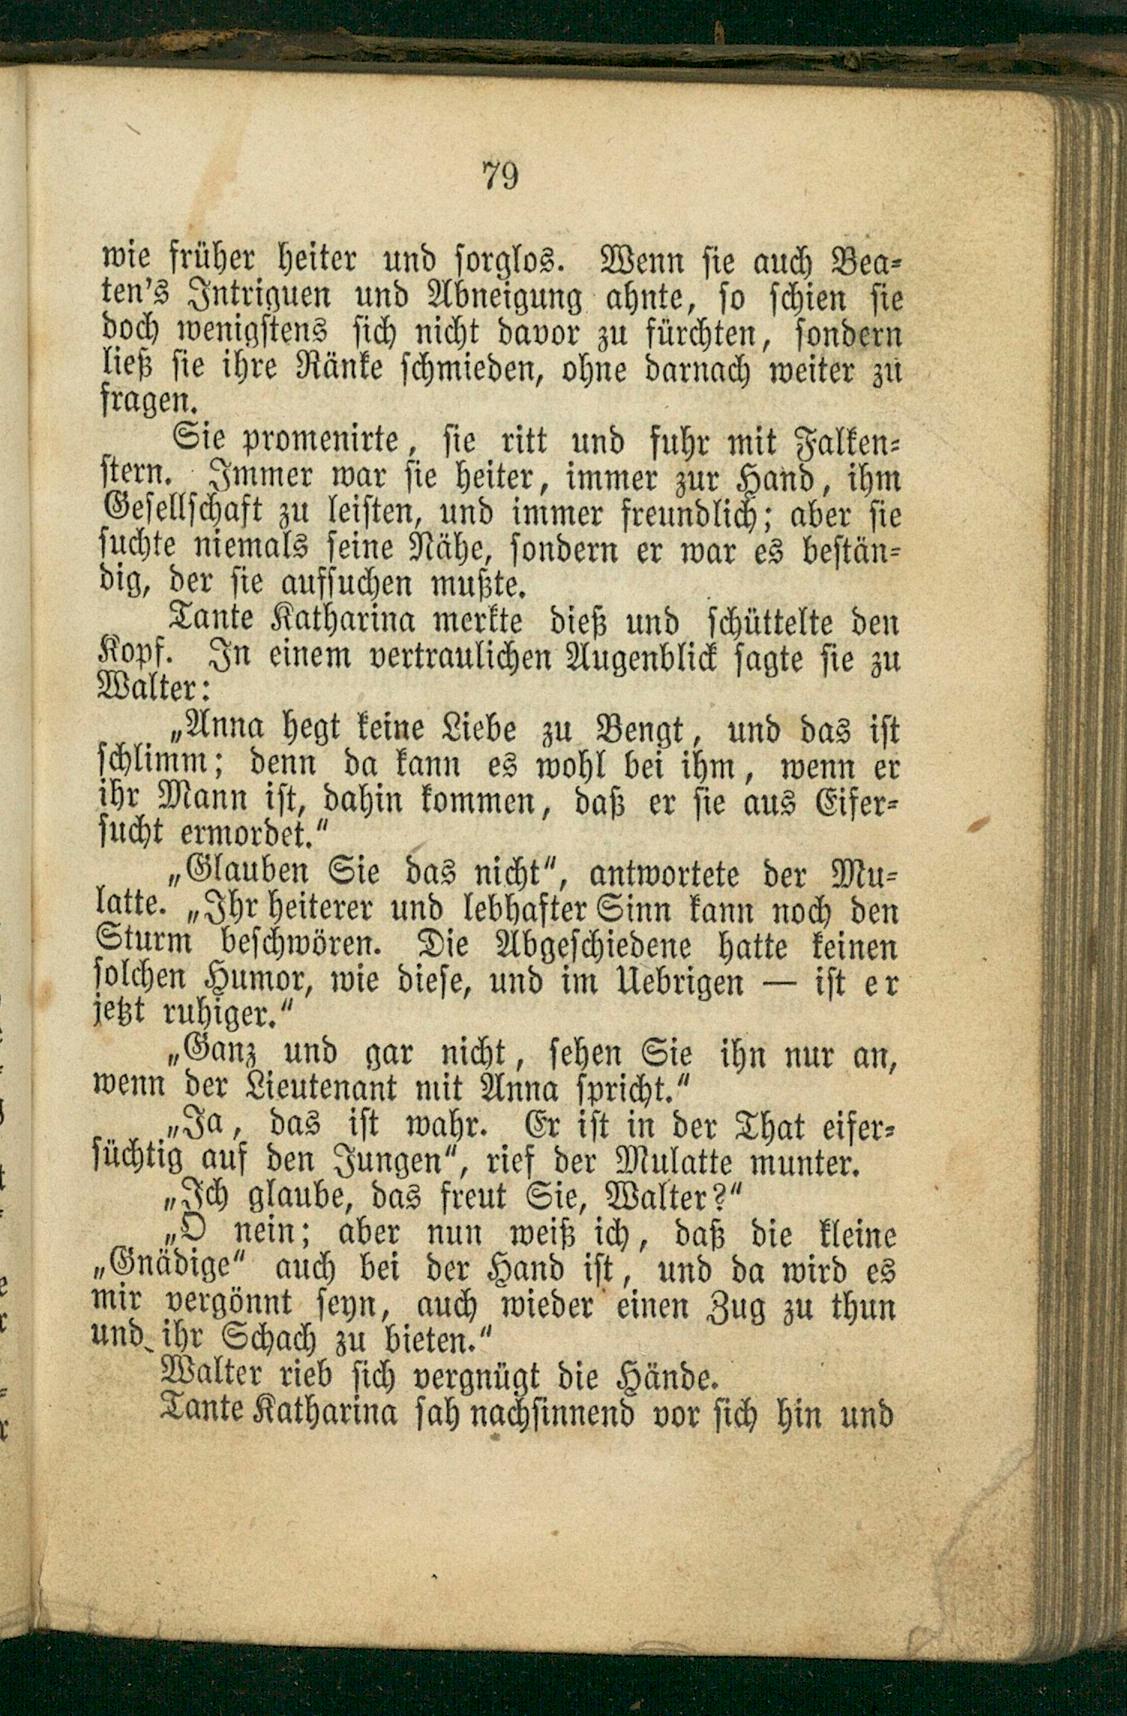 79
wie früher heiter und sorglos. Wenn sie auch Bea-
ten's Intriguen und Abneigung ahnte, so schien sie
doch wenigstens sich nicht davor zu fürchten, sondern
ließ sie ihre Ränke schmieden, ohne darnach weiter zu
fragen.
Sie promenirte, sie ritt und fuhr mit Falken-
stern. Immer war sie heiter, immer zur Hand, ihm
Gesellschaft zu leisten, und immer freundlich; aber sie
suchte niemals seine Nähe, sondern er war es bestän-
dig, der sie aufsuchen mußte.
Tante Katharina merkte dieß und schüttelte den
Kopf. In einem vertraulichen Augenblick sagte sie zu
Walter:
„Anna hegt keine Liebe zu Bengt, und das ist
schlimm; denn da kann es wohl bei ihm, wenn er
ihr Mann ist, dahin kommen, daß er sie aus Eifer-
sucht ermordet.“
„Glauben Sie das nicht“, antwortete der Mu-
latte. „Ihr heiterer und lebhafter Sinn kann noch den
Sturm beschwören. Die Abgeschiedene hatte keinen
solchen Humor, wie diese, und im Uebrigen — ist er
jetzt ruhiger.“
„Ganz und gar nicht, sehen Sie ihn nur an,
wenn der Lieutenant mit Anna spricht.“
„Ja, das ist wahr. Er ist in der That eifer-
süchtig auf den Jungen“, rief der Mulatte munter.
„Ich glaube, das freut Sie, Walter?“
„O nein; aber nun weiß ich, daß die kleine
„Gnädige“ auch bei der Hand ist, und da wird es
mir vergönnt seyn, auch wieder einen Zug zu thun
und ihr Schach zu bieten.“
Walter rieb sich vergnügt die Hände.
Tante Katharina sah nachsinnend vor sich hin und